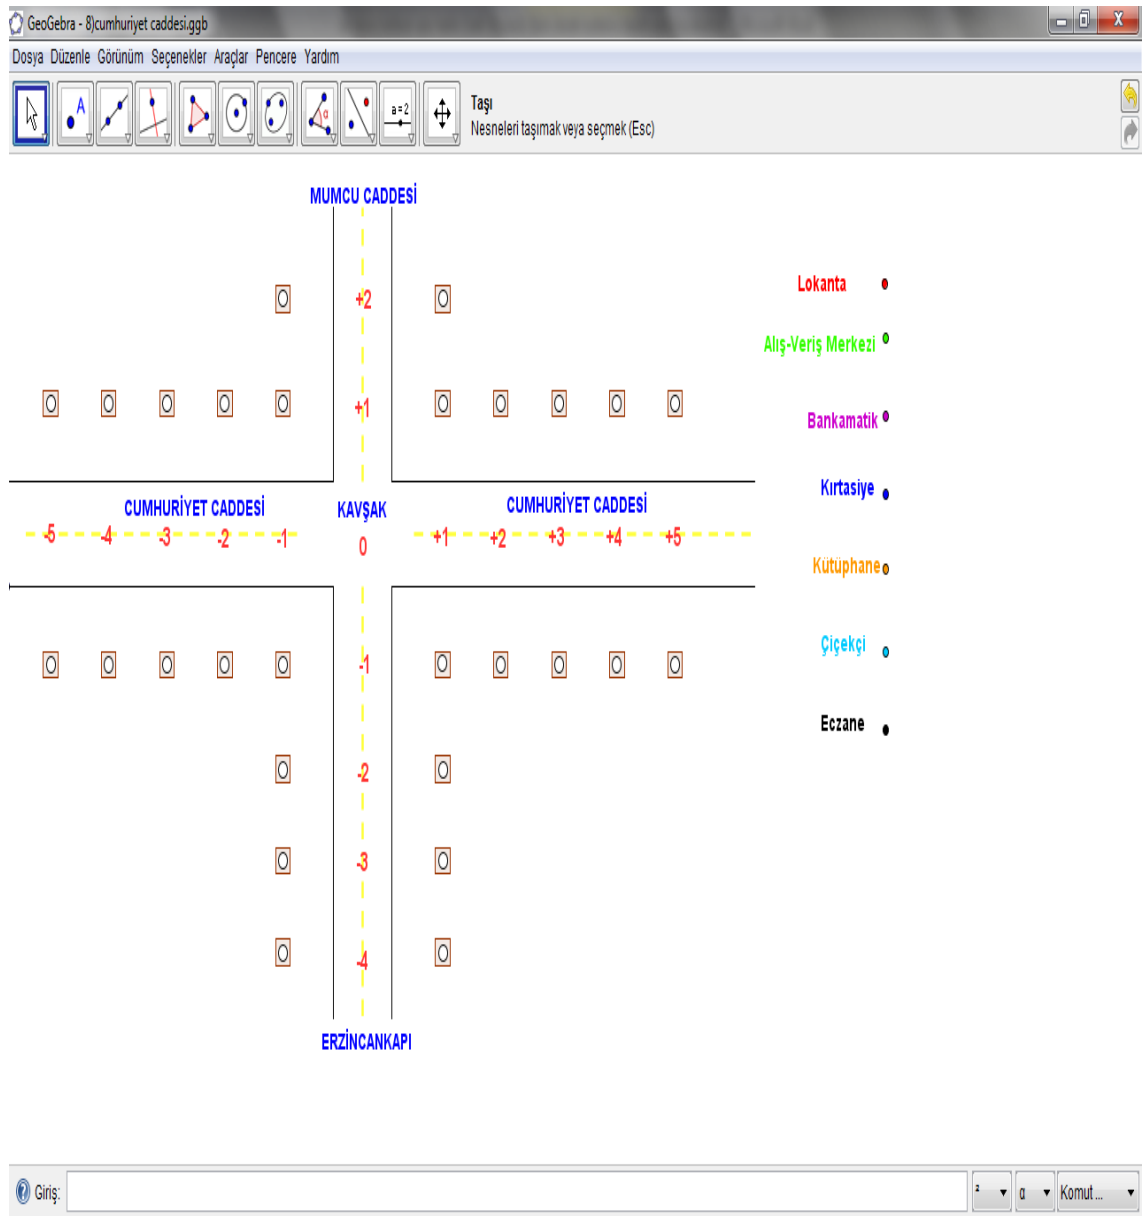 GeoGebra - 8)cumhuriyet caddesi.ggb
Dosya Düzenle Görünüm Seçenekler Araçlar Pencere Yardım
A
α
a=2
Taşı
Nesneleri taşımak veya seçmek (Esc)
MUMCU CADDESİ
+2
+1
CUMHURİYET CADDESİ
KAVŞAK
CUMHURİYET CADDESİ
-5 -4 -3 -2 -1 0 +1 +2 +3 +4 +5
-1
-2
-3
-4
ERZİNCANKAPI
Lokanta
Alış-Veriş Merkezi
Bankamatik
Kırtasiye
Kütüphane
Çiçekçi
Eczane
Giriş:
² α Komut ...